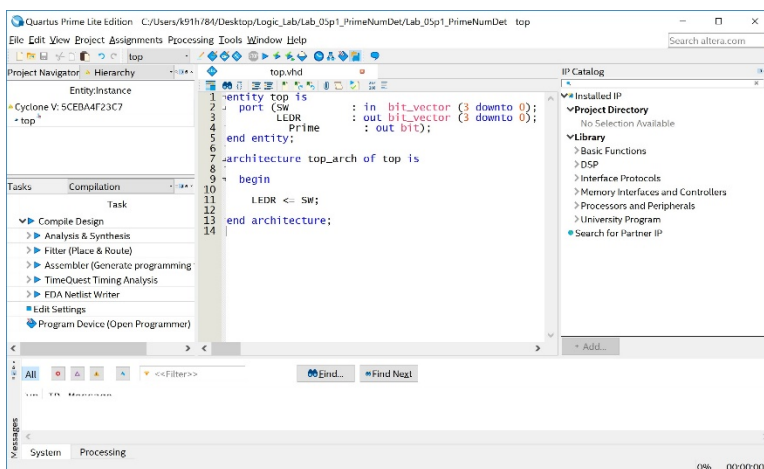 Quartus Prime Lite Edition C:/Users/k91h784/Desktop/Logic_Lab/Lab_05p1_PrimeNumDet/Lab_05p1_PrimeNumDet top
File Edit View Project Assignments Processing Tools Window Help
Search altera.com
top
Project Navigator Hierarchy
Entity:Instance
Cyclone V: 5CEBA4F23C7
top
Tasks Compilation
Task
Compile Design
Analysis & Synthesis
Fitter (Place & Route)
Assembler (Generate programming
TimeQuest Timing Analysis
EDA Netlist Writer
Edit Settings
Program Device (Open Programmer)
top.vhd
1 entity top is
2 port (SW : in bit_vector (3 downto 0);
3 LEDR : out bit_vector (3 downto 0);
4 Prime : out bit);
5 end entity;
6
7 architecture top_arch of top is
8
9 begin
10
11 LEDR <= SW;
12
13 end architecture;
14
IP Catalog
Installed IP
Project Directory
No Selection Available
Library
Basic Functions
DSP
Interface Protocols
Memory Interfaces and Controllers
Processors and Peripherals
University Program
Search for Partner IP
+ Add...
All <<Filter>> Find... Find Next
Messages
System Processing
0% 00:00:00